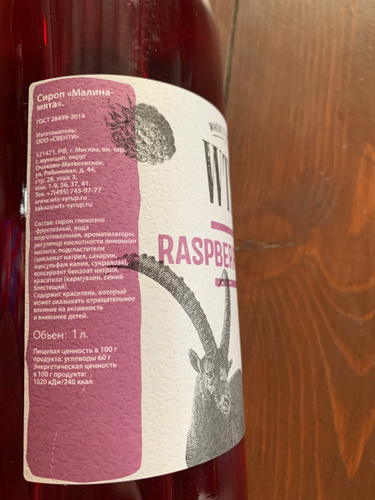 Сироп «Малина-
мята».
ГОСТ 28499-2014
Изготовитель:
ООО «СВЕНТИ»
121471, РФ, г. Москва, вн. тер.
г. муницип. округ
Очаково-Матвеевское,
ул. Рябиновая, д. 44,
стр. 28, этаж 3,
ком. 1-9, 36, 37, 41.
Тел. +7(495) 743-97-77
www.wts-syrup.ru
zakaz@wts-syrup.ru
Состав: сироп глюкозно
-фруктозный, вода
подготовленная, ароматизаторы,
регулятор кислотности лимонная
кислота, подсластители
(цикламат натрия, сахарин,
ацесульфам калия, сукралоза),
консервант бензоат натрия,
красители (кармуазин, синий
блестящий).
Содержит краситель, который
может оказывать отрицательное
влияние на активность
и внимание детей.
Объем: 1 л.
Пищевая ценность в 100 г
продукта: углеводы 60 г
Энергетическая ценность
в 100 г продукта:
1020 кДж/240 ккал